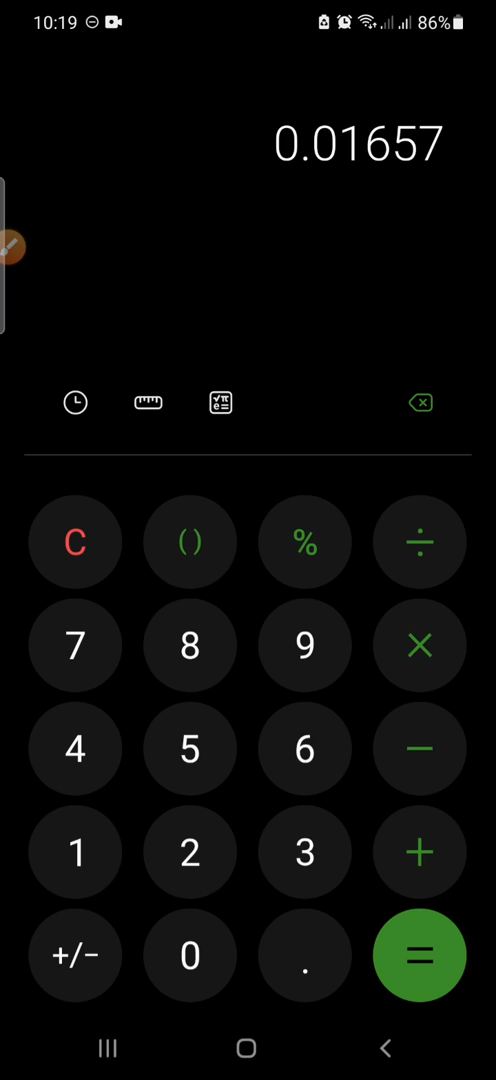 10:19 86%
0.01657
C ( ) % ÷
7 8 9 ×
4 5 6 −
1 2 3 +
+/− 0 . =